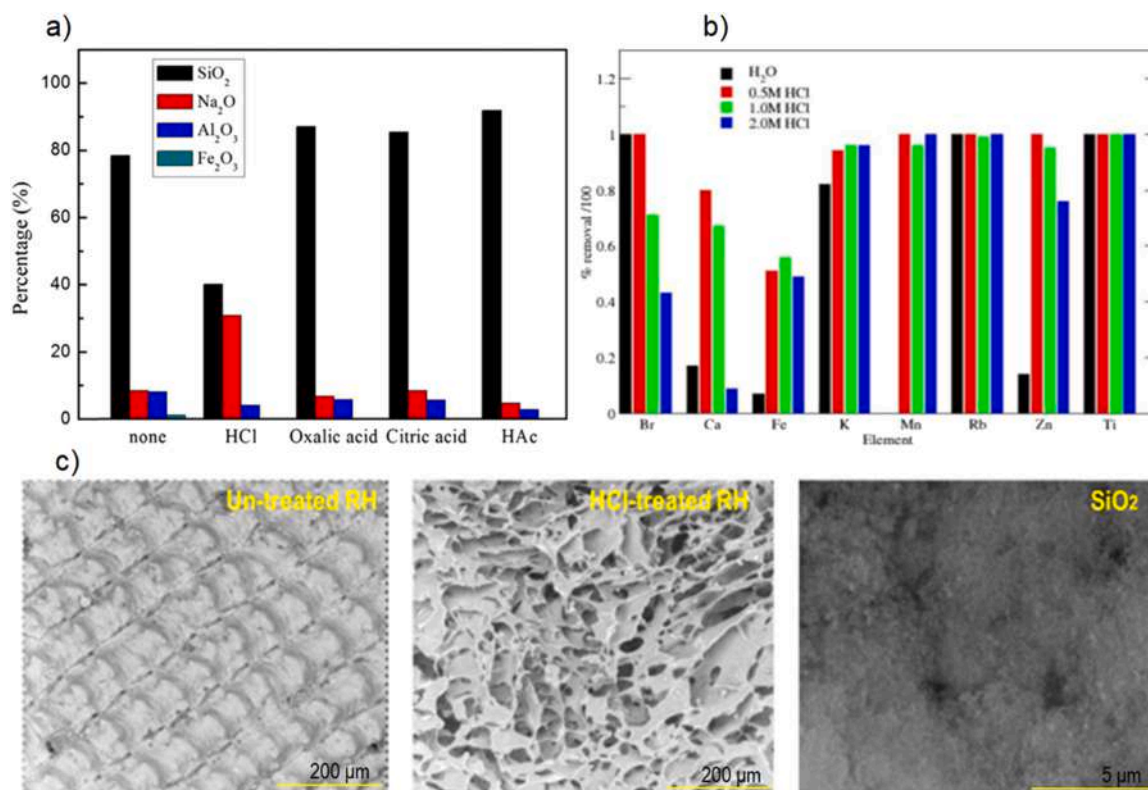 a)
SiO₂
Na₂O
Al₂O₃
Fe₂O₃
100
80
60
40
20
0
Percentage (%)
none HCl Oxalic acid Citric acid HAc
b)
H₂O
0.5M HCl
1.0M HCl
2.0M HCl
1.2
1
0.8
0.6
0.4
0.2
0
% removal /100
Br Ca Fe K Mn Rb Zn Ti
Element
c)
Un-treated RH
200 µm
HCl-treated RH
200 µm
SiO₂
5 µm